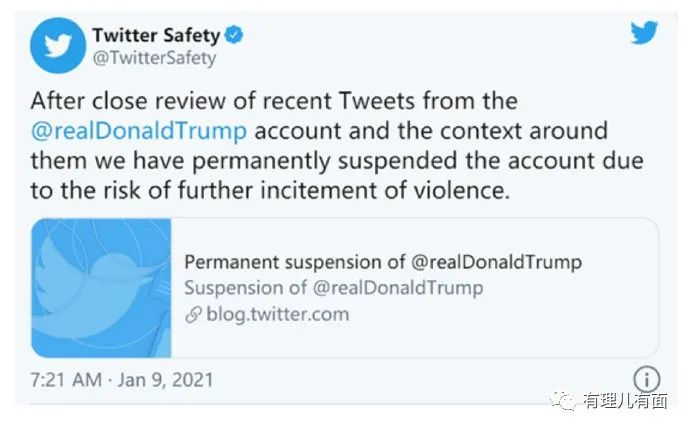 Twitter Safety
@TwitterSafety
After close review of recent Tweets from the
@realDonaldTrump account and the context around
them we have permanently suspended the account due
to the risk of further incitement of violence.
Permanent suspension of @realDonaldTrump
Suspension of @realDonaldTrump
blog.twitter.com
7:21 AM · Jan 9, 2021
有理儿有面